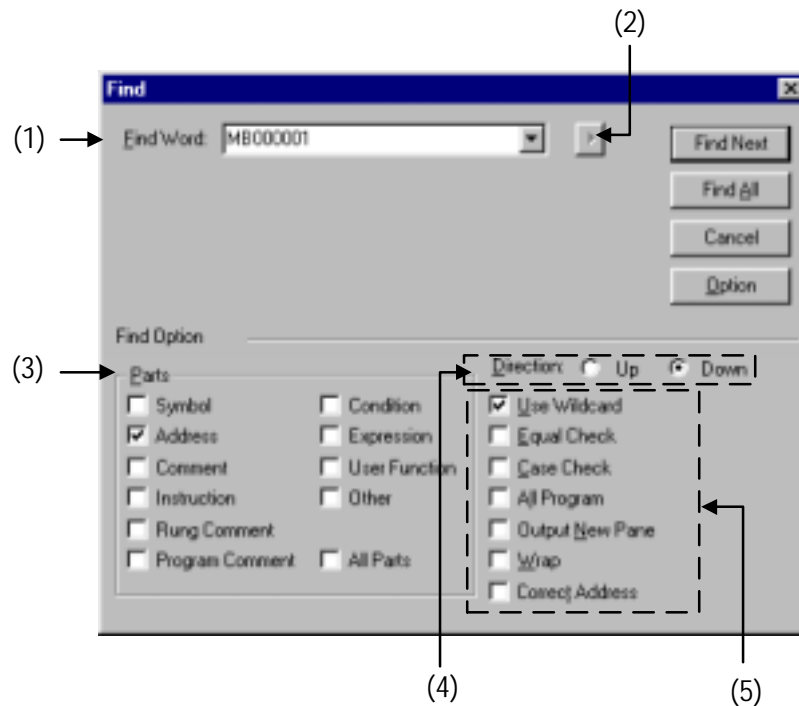 (2)
Find
(1)
Find Word:
MB000001
Find Next
Find All
Cancel
Option
Find Option
(3)
Parts
Symbol
Condition
Address
Expression
Comment
User Function
Instruction
Other
Rung Comment
Program Comment
All Parts
Direction:
Up
Down
Use Wildcard
Equal Check
Case Check
All Program
Output New Pane
Wrap
Correct Address
(4)
(5)